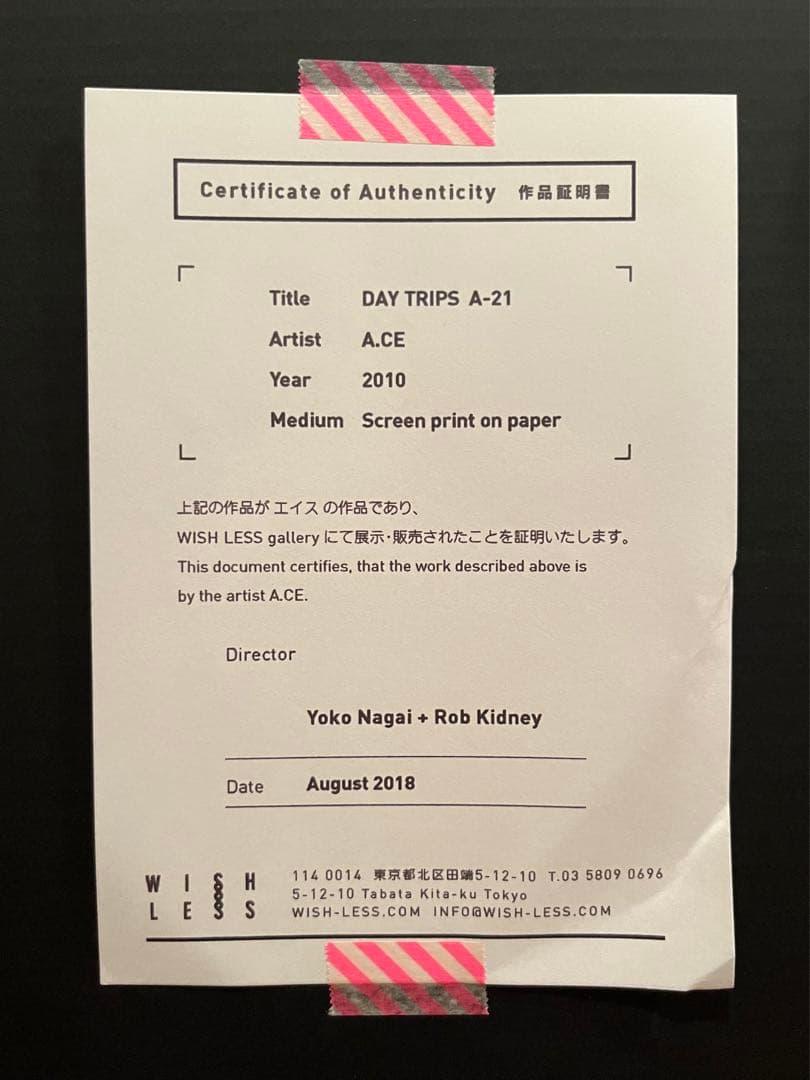 Certificate of Authenticity 作品証明書
Title DAY TRIPS A-21
Artist A.CE
Year 2010
Medium Screen print on paper
上記の作品が エイス の作品であり、
WISH LESS gallery にて展示・販売されたことを証明いたします。
This document certifies, that the work described above is
by the artist A.CE.
Director
Yoko Nagai + Rob Kidney
Date August 2018
WISH
LESS
114 0014 東京都北区田端5-12-10 T.03 5809 0696
5-12-10 Tabata Kita-ku Tokyo
WISH-LESS.COM INFO@WISH-LESS.COM